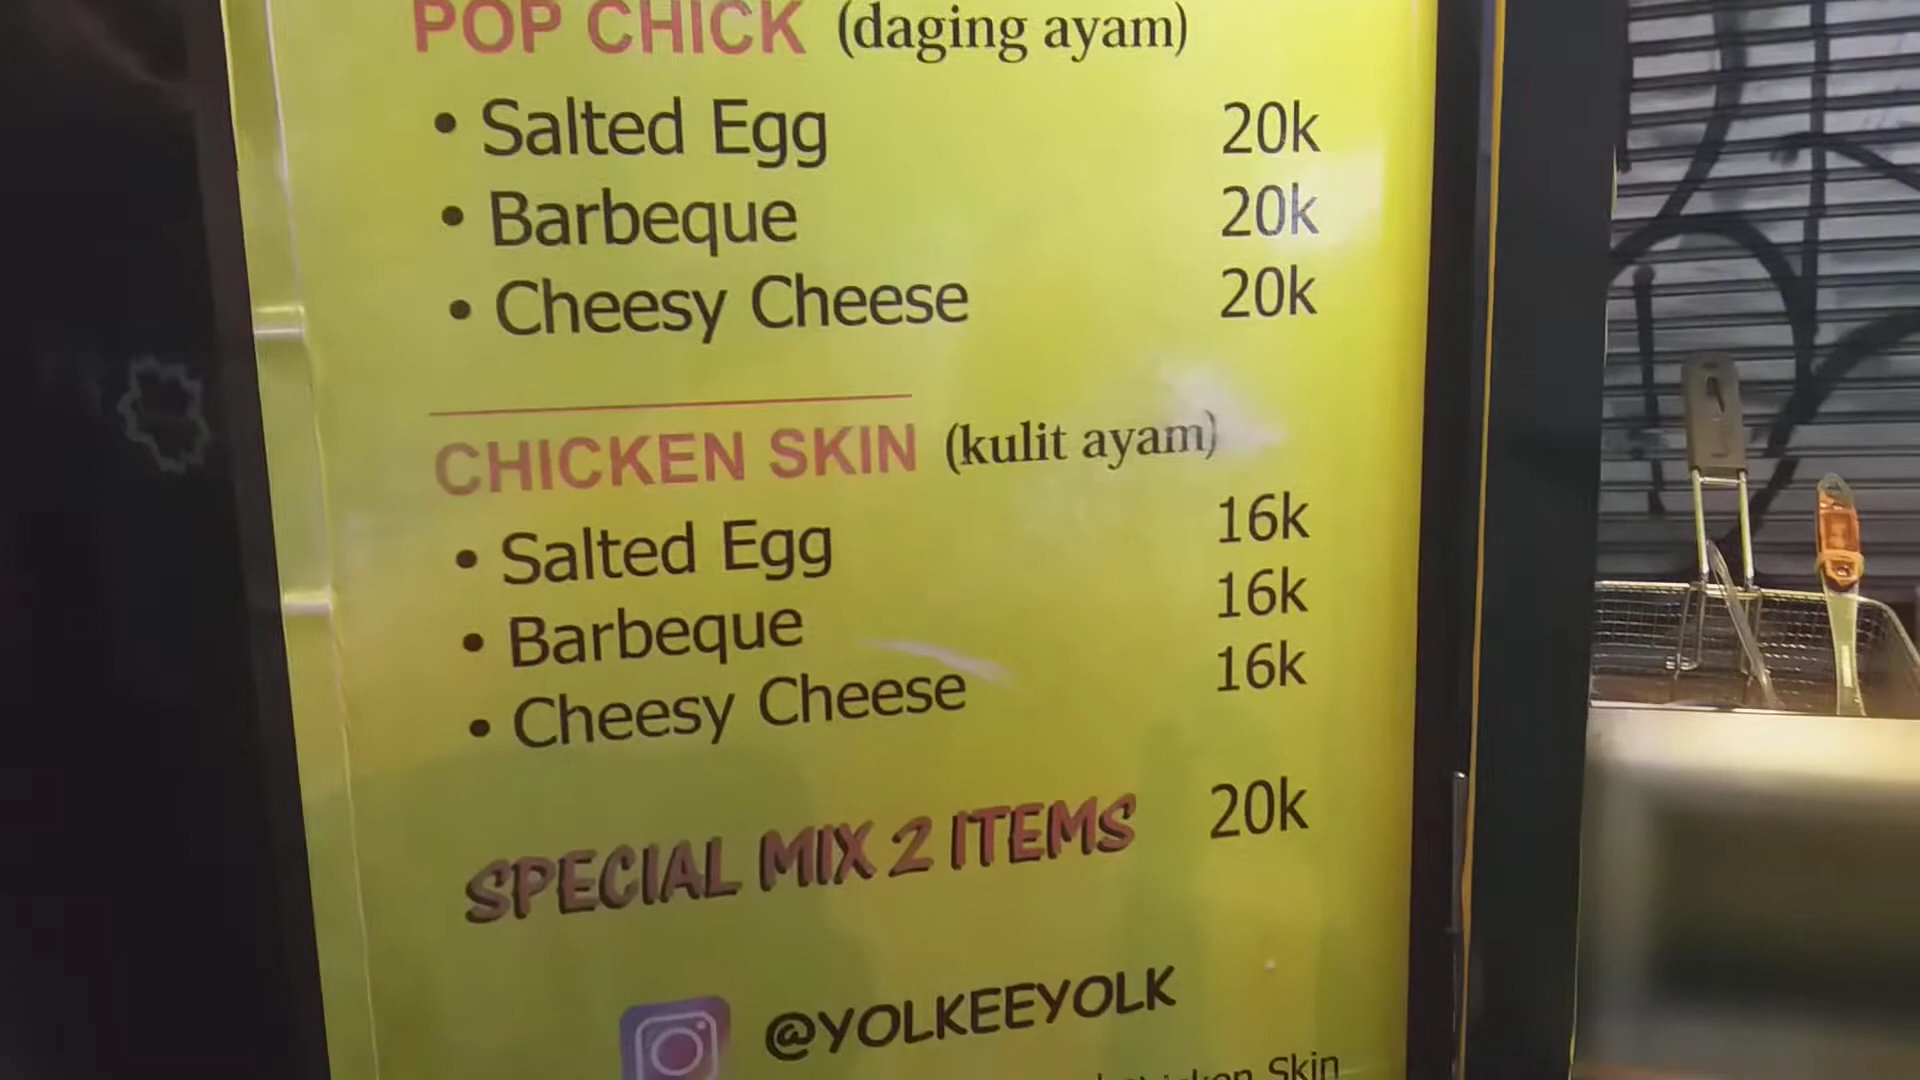 POP CHICK (daging ayam)
• Salted Egg 20k
• Barbeque 20k
• Cheesy Cheese 20k
CHICKEN SKIN (kulit ayam)
• Salted Egg 16k
• Barbeque 16k
• Cheesy Cheese 16k
SPECIAL MIX 2 ITEMS 20k
@YOLKEEYOLK
Skin